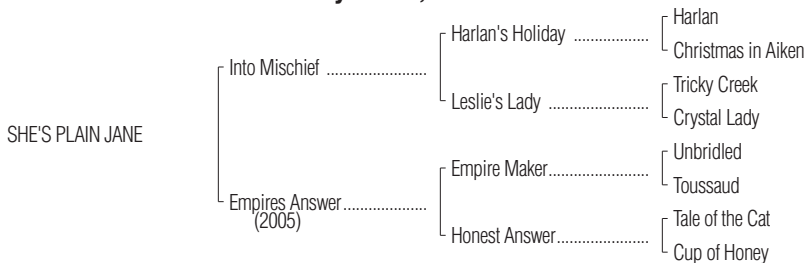 Harlan
Harlan's Holiday ..................
Christmas in Aiken
Into Mischief ........................
Tricky Creek
Leslie's Lady ........................
Crystal Lady
SHE'S PLAIN JANE
Unbridled
Empire Maker........................
Toussaud
Empires Answer....................
(2005)
Tale of the Cat
Honest Answer......................
Cup of Honey